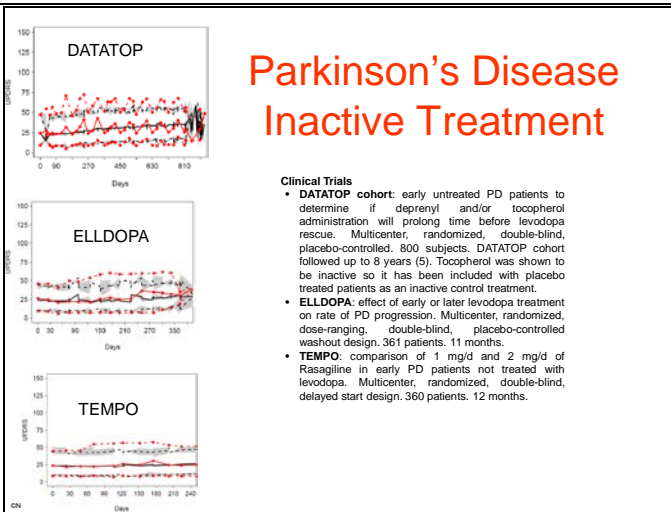 DATATOP
150
125
100
75
50
25
0
UPDRS
0 90 270 450 630 810
Days
Parkinson's Disease
Inactive Treatment
Clinical Trials
• DATATOP cohort: early untreated PD patients to
determine if deprenyl and/or tocopherol
administration will prolong time before levodopa
rescue. Multicenter, randomized, double-blind,
placebo-controlled. 800 subjects. DATATOP cohort
followed up to 8 years (5). Tocopherol was shown to
be inactive so it has been included with placebo
treated patients as an inactive control treatment.
• ELLDOPA: effect of early or later levodopa treatment
on rate of PD progression. Multicenter, randomized,
dose-ranging, double-blind, placebo-controlled
washout design. 361 patients. 11 months.
• TEMPO: comparison of 1 mg/d and 2 mg/d of
Rasagiline in early PD patients not treated with
levodopa. Multicenter, randomized, double-blind,
delayed start design. 360 patients. 12 months.
ELLDOPA
150
125
100
75
50
25
0
UPDRS
0 30 90 150 210 270 330
Days
TEMPO
150
100
75
50
25
0
UPDRS
0 30 60 90 120 150 180 210 240
Days
©N